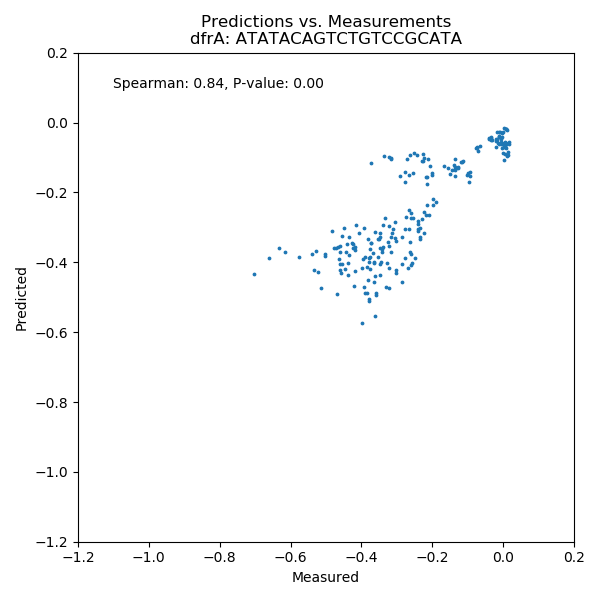 Predictions vs. Measurements
dfrA: ATATACAGTCTGTCCGCATA
Spearman: 0.84, P-value: 0.00
0.2
0.0
−0.2
−0.4
−0.6
−0.8
−1.0
−1.2
Predicted
−1.2 −1.0 −0.8 −0.6 −0.4 −0.2 0.0 0.2
Measured